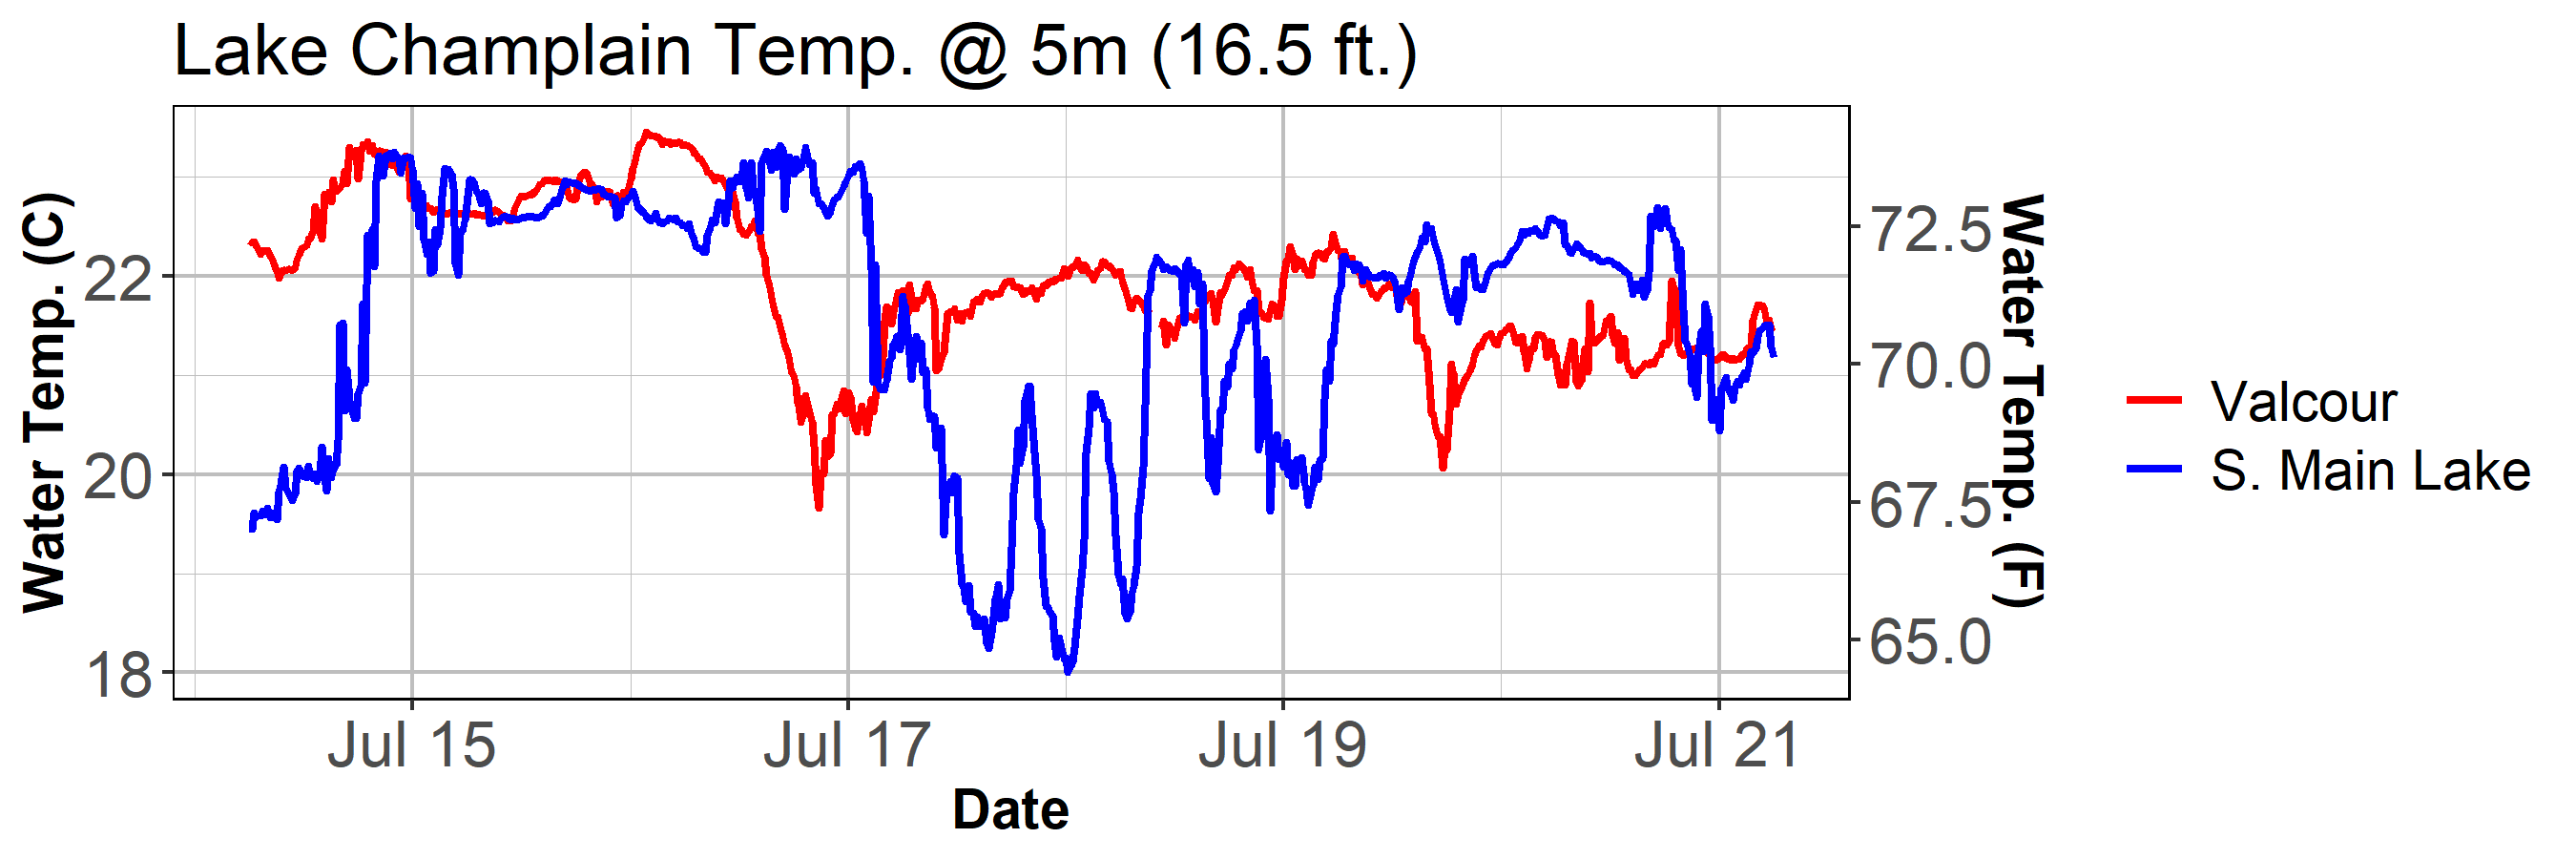 Lake Champlain Temp. @ 5m (16.5 ft.)
Water Temp. (C)
22
20
18
72.5
70.0
67.5
65.0
Water Temp. (F)
Jul 15
Jul 17
Jul 19
Jul 21
Date
Valcour
S. Main Lake